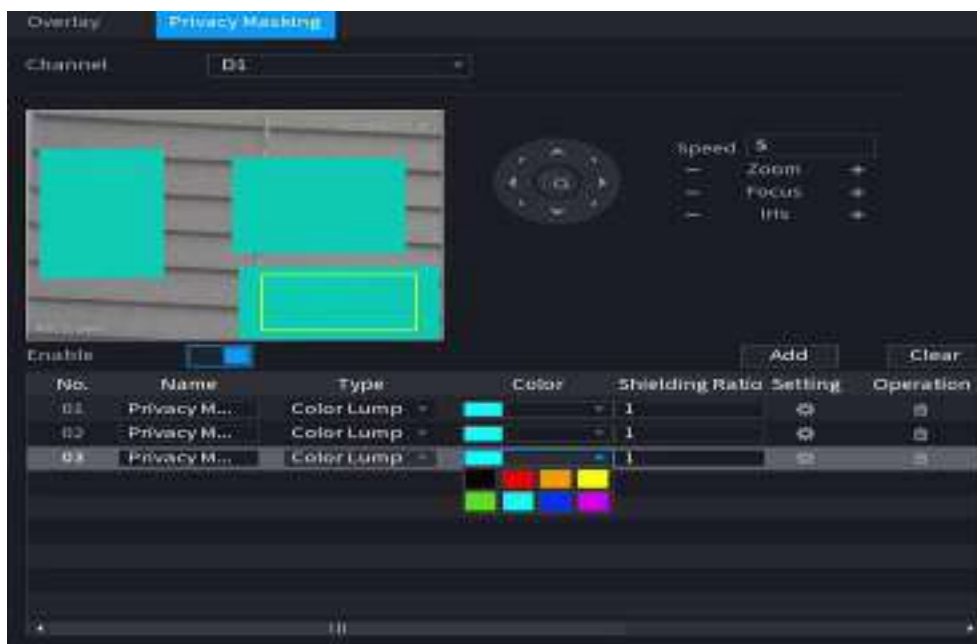 Overlay Privacy Masking
Channel D1
Speed 5
Zoom
Focus
Iris
Enable
Add Clear
No. Name Type Color Shielding Ratio Setting Operation
01 Privacy M... Color Lump 1
02 Privacy M... Color Lump 1
03 Privacy M... Color Lump 1